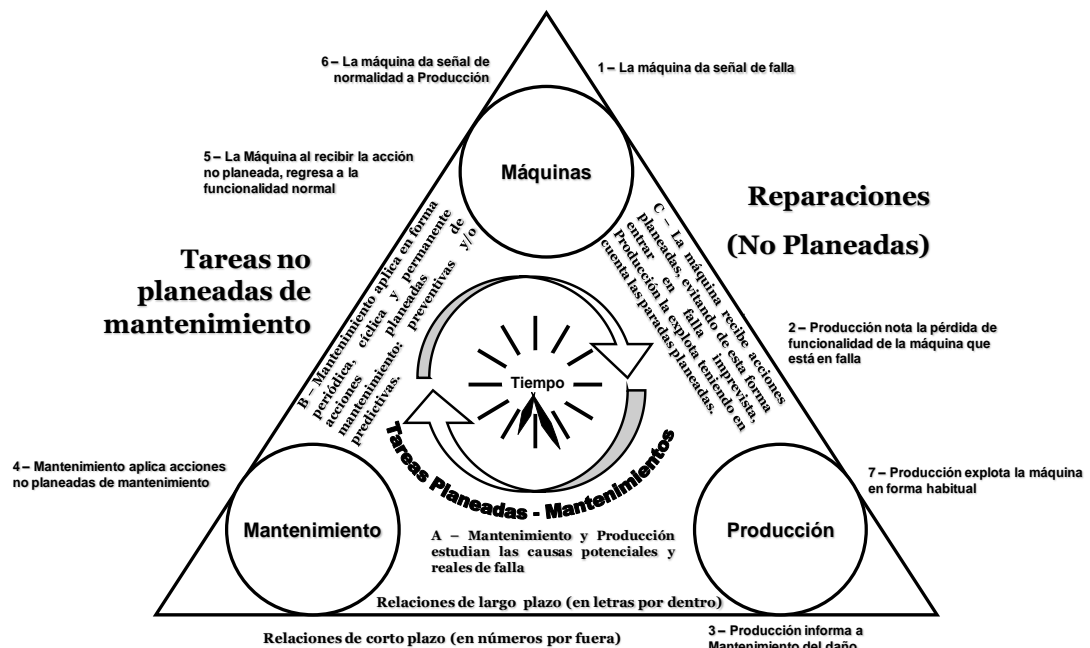 6 – La máquina da señal de
normalidad a Producción
1 – La máquina da señal de falla
5 – La Máquina al recibir la acción
no planeada, regresa a la
funcionalidad normal
Máquinas
Reparaciones
(No Planeadas)
Tareas no
planeadas de
mantenimiento
B – Mantenimiento aplica en forma
periódica, cíclica y permanente
acciones planeadas de
mantenimiento: preventivas y/o
predictivas.
C – La máquina recibe acciones
planeadas, evitando de esta forma
entrar en falla imprevista,
Producción la explota teniendo en
cuenta las paradas planeadas.
2 – Producción nota la pérdida de
funcionalidad de la máquina que
está en falla
Tiempo
Tareas Planeadas - Mantenimientos
4 – Mantenimiento aplica acciones
no planeadas de mantenimiento
7 – Producción explota la máquina
en forma habitual
Mantenimiento
Producción
A – Mantenimiento y Producción
estudian las causas potenciales y
reales de falla
Relaciones de largo plazo (en letras por dentro)
Relaciones de corto plazo (en números por fuera)
3 – Producción informa a
Mantenimiento del daño